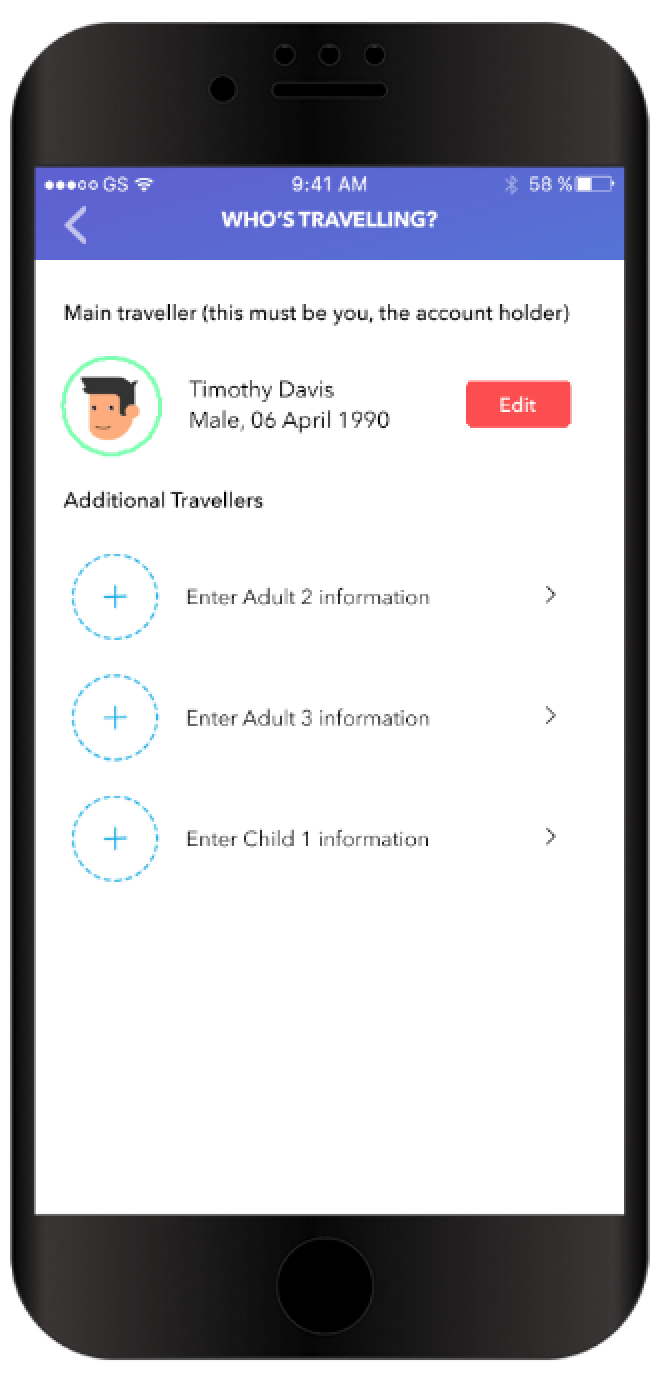 GS 9:41 AM 58 %
WHO'S TRAVELLING?
Main traveller (this must be you, the account holder)
Timothy Davis
Male, 06 April 1990
Edit
Additional Travellers
Enter Adult 2 information
Enter Adult 3 information
Enter Child 1 information